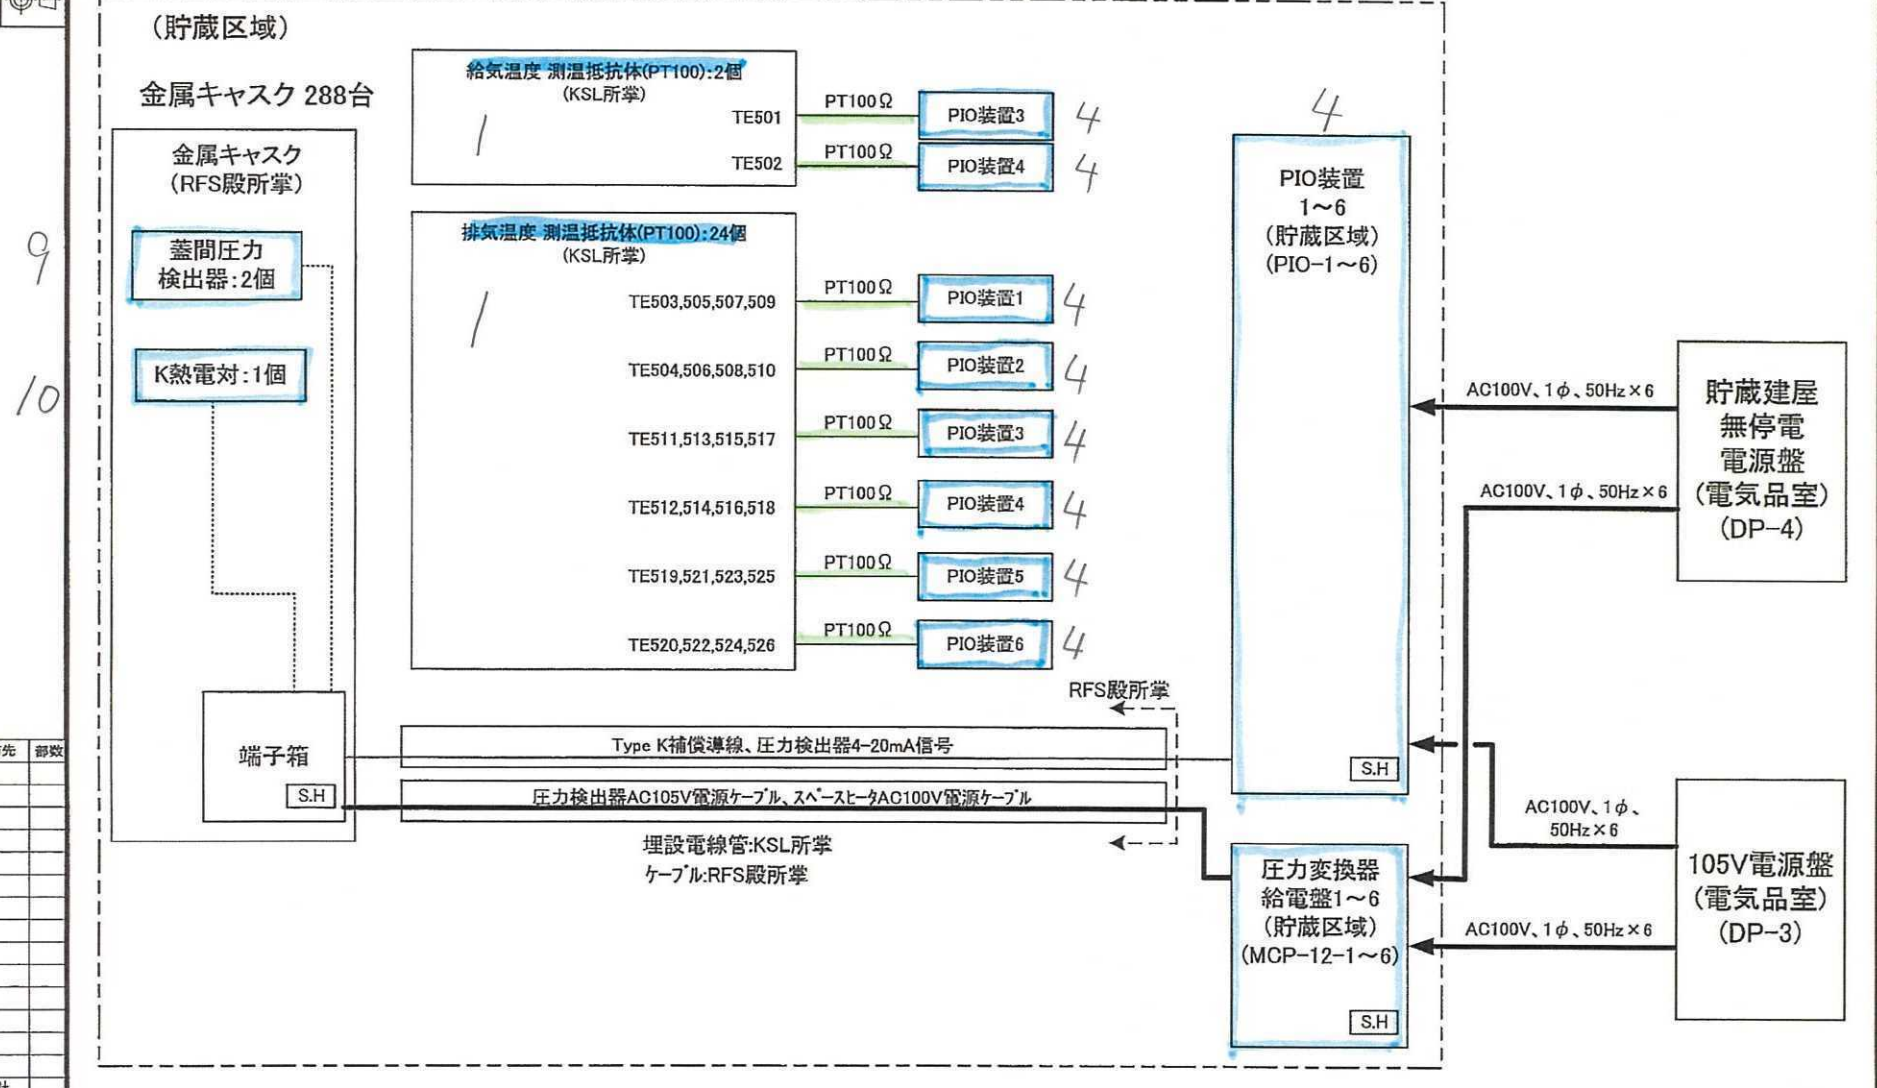 (貯蔵区域)
金属キャスク 288台
金属キャスク
(RFS殿所掌)
9
蓋間圧力
検出器:2個
10
K熱電対:1個
端子箱
S.H
先
部数
給気温度 測温抵抗体(PT100):2個
(KSL所掌)
1
TE501
PT100Ω
PIO装置3
4
TE502
PT100Ω
PIO装置4
4
排気温度 測温抵抗体(PT100):24個
(KSL所掌)
1
TE503,505,507,509
PT100Ω
PIO装置1
4
TE504,506,508,510
PT100Ω
PIO装置2
4
TE511,513,515,517
PT100Ω
PIO装置3
4
TE512,514,516,518
PT100Ω
PIO装置4
4
TE519,521,523,525
PT100Ω
PIO装置5
4
TE520,522,524,526
PT100Ω
PIO装置6
4
RFS殿所掌
Type K補償導線、圧力検出器4-20mA信号
圧力検出器AC105V電源ケーブル、スペースヒータAC100V電源ケーブル
埋設電線管:KSL所掌
ケーブル:RFS殿所掌
4
PIO装置
1～6
(貯蔵区域)
(PIO-1～6)
S.H
圧力変換器
給電盤1～6
(貯蔵区域)
(MCP-12-1～6)
S.H
AC100V、1φ、50Hz×6
AC100V、1φ、50Hz×6
貯蔵建屋
無停電
電源盤
(電気品室)
(DP-4)
AC100V、1φ、
50Hz×6
AC100V、1φ、50Hz×6
105V電源盤
(電気品室)
(DP-3)